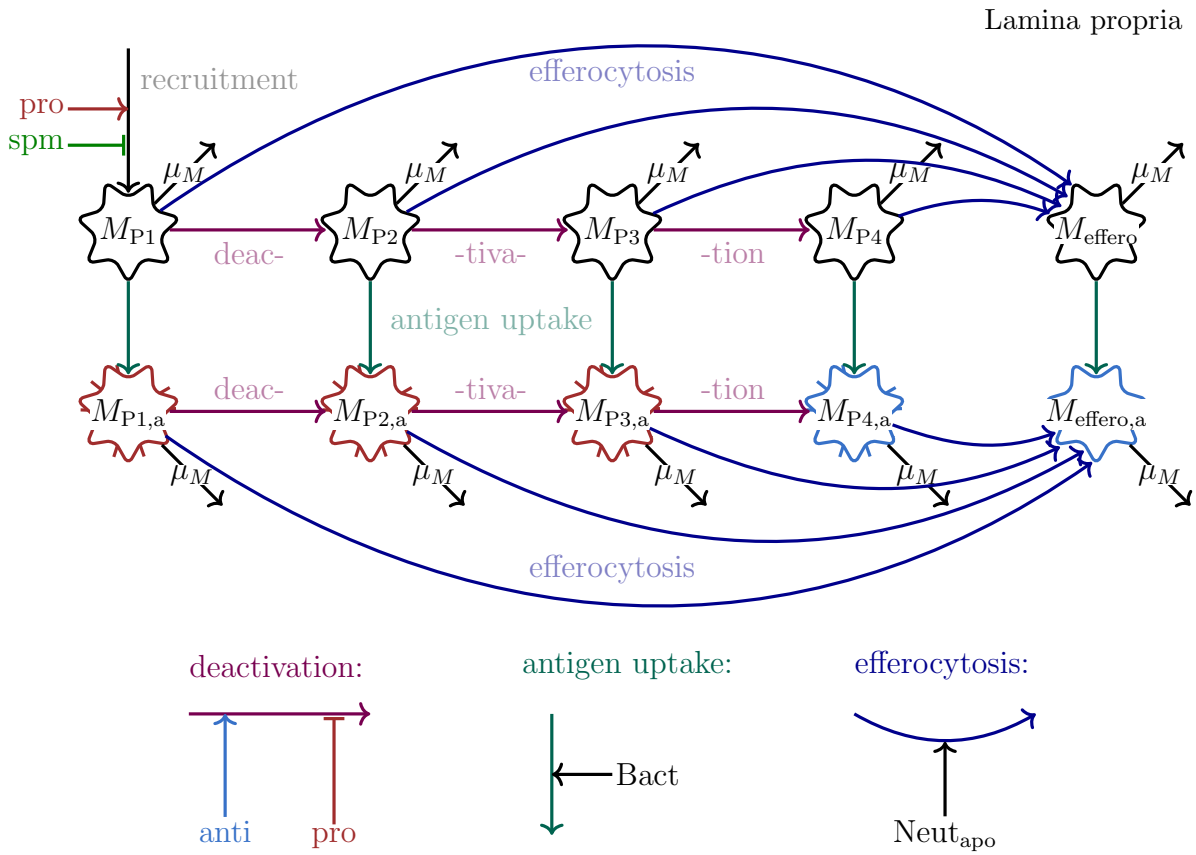 Lamina propria
recruitment
efferocytosis
pro
spm
μ_M μ_M μ_M μ_M μ_M
M_P1 M_P2 M_P3 M_P4 M_effero
deac- -tiva- -tion
antigen uptake
deac- -tiva- -tion
M_P1,a M_P2,a M_P3,a M_P4,a M_effero,a
μ_M μ_M μ_M μ_M μ_M
efferocytosis
deactivation: antigen uptake: efferocytosis:
Bact
anti pro Neut_apo